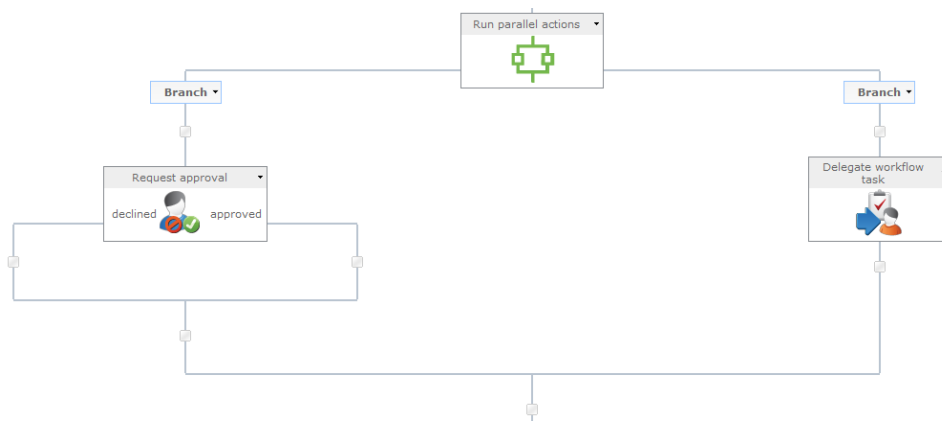 Run parallel actions
Branch
Branch
Request approval
declined
approved
Delegate workflow
task